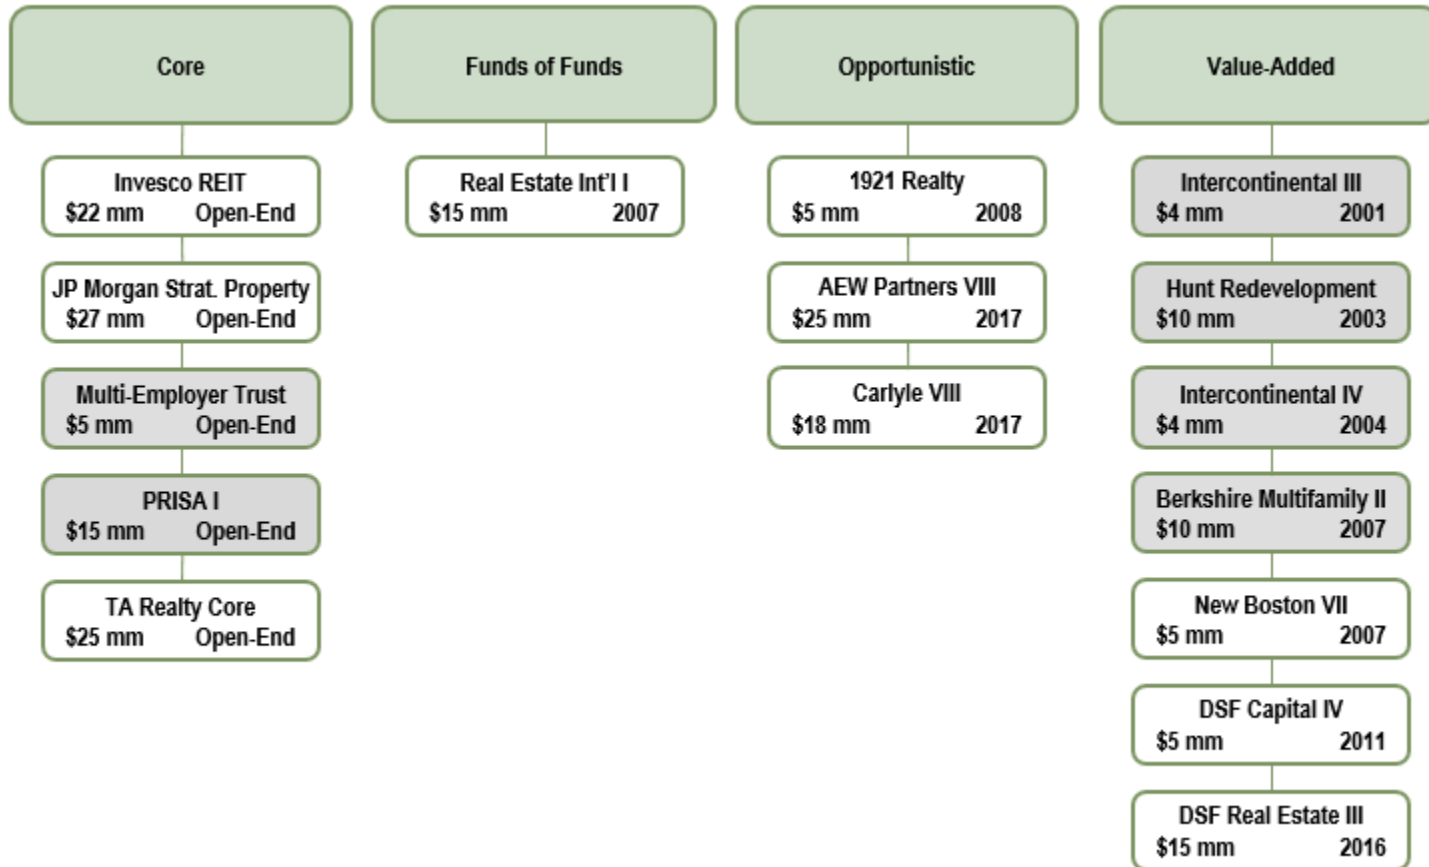 Core
Invesco REIT
$22 mm Open-End
JP Morgan Strat. Property
$27 mm Open-End
Multi-Employer Trust
$5 mm Open-End
PRISA I
$15 mm Open-End
TA Realty Core
$25 mm Open-End
Funds of Funds
Real Estate Int'l I
$15 mm 2007
Opportunistic
1921 Realty
$5 mm 2008
AEW Partners VIII
$25 mm 2017
Carlyle VIII
$18 mm 2017
Value-Added
Intercontinental III
$4 mm 2001
Hunt Redevelopment
$10 mm 2003
Intercontinental IV
$4 mm 2004
Berkshire Multifamily II
$10 mm 2007
New Boston VII
$5 mm 2007
DSF Capital IV
$5 mm 2011
DSF Real Estate III
$15 mm 2016